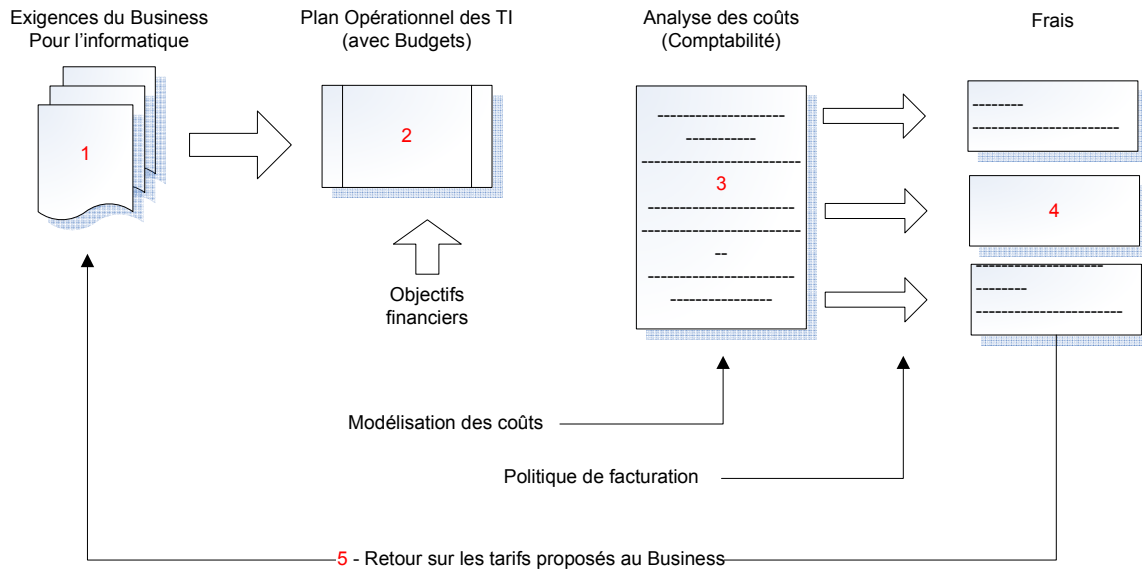 Exigences du Business
Pour l'informatique
Plan Opérationnel des TI
(avec Budgets)
Analyse des coûts
(Comptabilité)
Frais
1
2
3
4
Objectifs
financiers
Modélisation des coûts
Politique de facturation
5 - Retour sur les tarifs proposés au Business